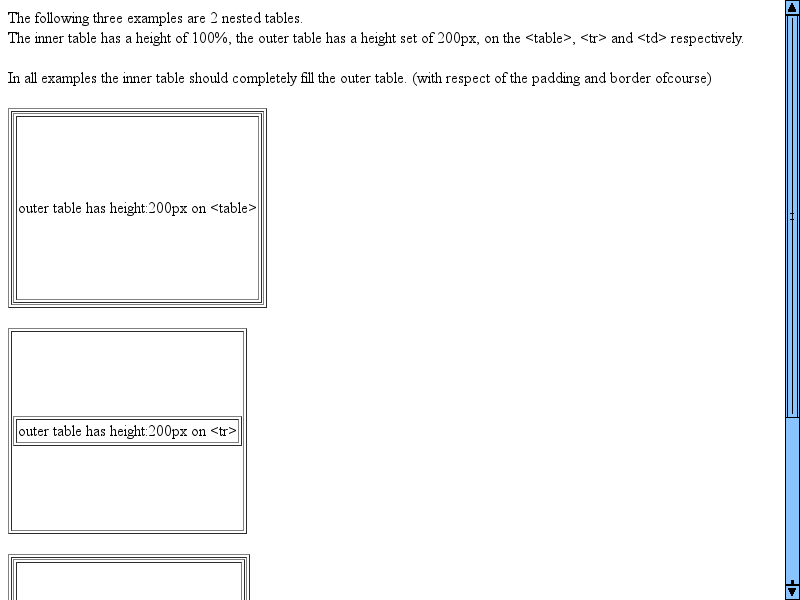 The following three examples are 2 nested tables.
The inner table has a height of 100%, the outer table has a height set of 200px, on the <table>, <tr> and <td> respectively.
In all examples the inner table should completely fill the outer table. (with respect of the padding and border ofcourse)
outer table has height:200px on <table>
outer table has height:200px on <tr>